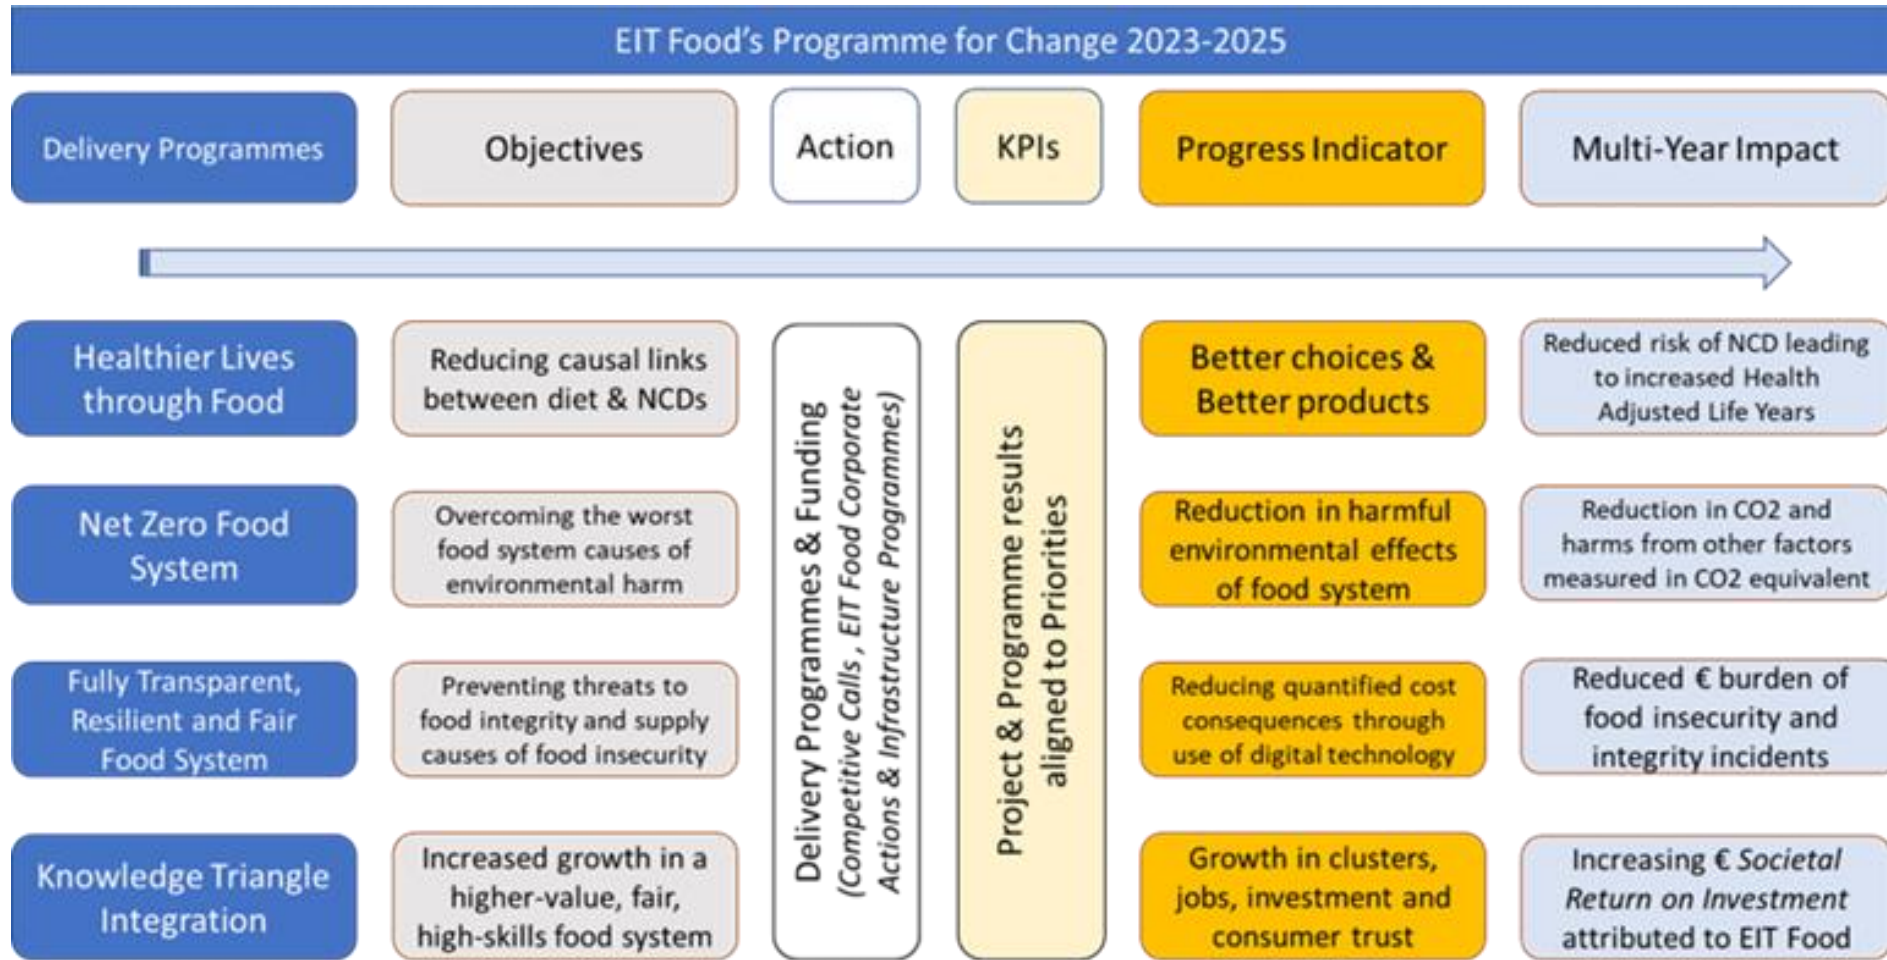 EIT Food's Programme for Change 2023-2025
Delivery Programmes
Objectives
Action
KPIs
Progress Indicator
Multi-Year Impact
Healthier Lives
through Food
Reducing causal links
between diet & NCDs
Delivery Programmes & Funding
(Competitive Calls , EIT Food Corporate
Actions & Infrastructure Programmes)
Project & Programme results
aligned to Priorities
Better choices &
Better products
Reduced risk of NCD leading
to increased Health
Adjusted Life Years
Net Zero Food
System
Overcoming the worst
food system causes of
environmental harm
Reduction in harmful
environmental effects
of food system
Reduction in CO2 and
harms from other factors
measured in CO2 equivalent
Fully Transparent,
Resilient and Fair
Food System
Preventing threats to
food integrity and supply
causes of food insecurity
Reducing quantified cost
consequences through
use of digital technology
Reduced € burden of
food insecurity and
integrity incidents
Knowledge Triangle
Integration
Increased growth in a
higher-value, fair,
high-skills food system
Growth in clusters,
jobs, investment and
consumer trust
Increasing € Societal
Return on Investment
attributed to EIT Food